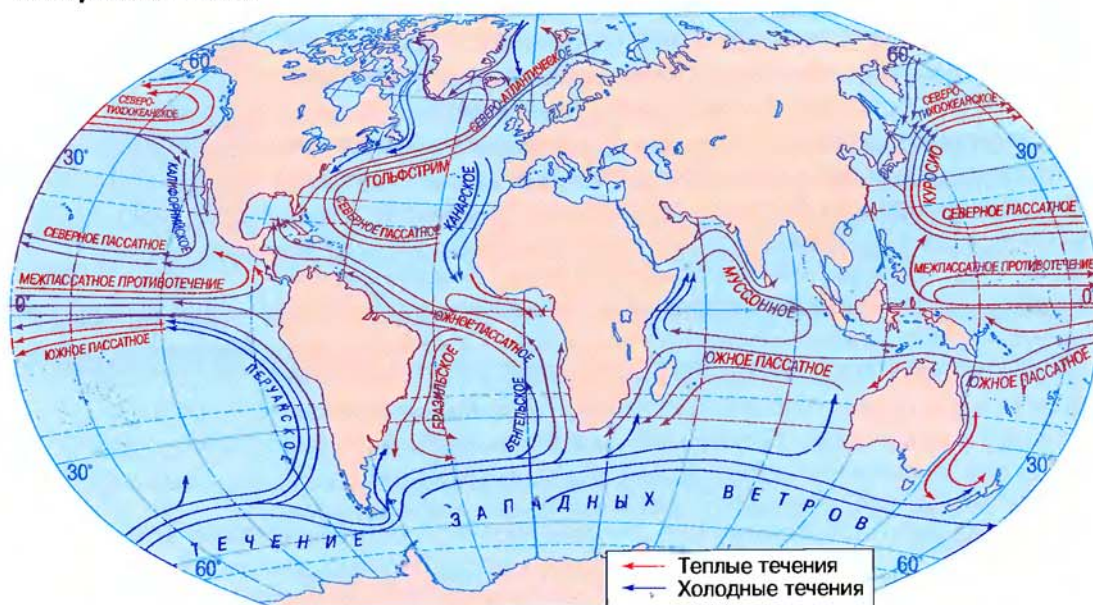 60°
СЕВЕРО-
ТИХООКЕАНСКОЕ
30°
КАЛИФОРНИЙСКОЕ
СЕВЕРНОЕ ПАССАТНОЕ
МЕЖПАССАТНОЕ ПРОТИВОТЕЧЕНИЕ
0°
ЮЖНОЕ ПАССАТНОЕ
ПЕРУАНСКОЕ
30°
60°
СЕВЕРО-АТЛАНТИЧЕСКОЕ
ГОЛЬФСТРИМ
СЕВЕРНОЕ ПАССАТНОЕ
КАНАРСКОЕ
ЮЖНОЕ ПАССАТНОЕ
БРАЗИЛЬСКОЕ
БЕНГЕЛЬСКОЕ
МУССОННОЕ
ЮЖНОЕ ПАССАТНОЕ
60°
СЕВЕРО-
ТИХООКЕАНСКОЕ
30°
КУРОСИО
СЕВЕРНОЕ ПАССАТНОЕ
МЕЖПАССАТНОЕ ПРОТИВОТЕЧЕНИЕ
0°
ЮЖНОЕ ПАССАТНОЕ
30°
60°
ТЕЧЕНИЕ ЗАПАДНЫХ ВЕТРОВ
Теплые течения
Холодные течения